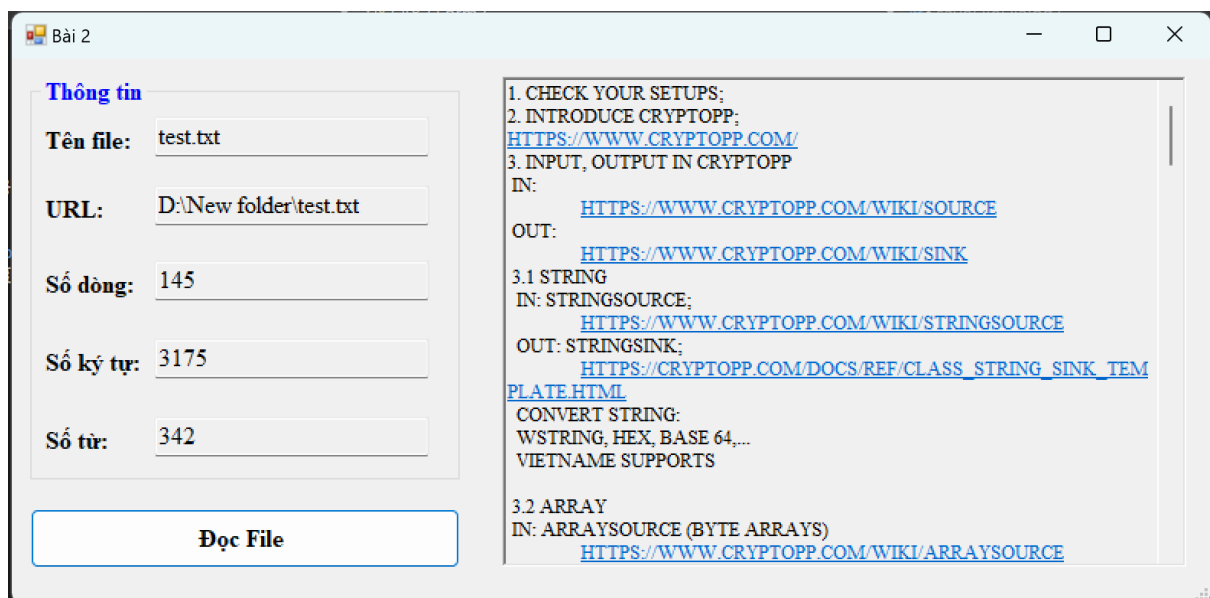 Bài 2
Thông tin
Tên file: test.txt
URL: D:\New folder\test.txt
Số dòng: 145
Số ký tự: 3175
Số từ: 342
Đọc File
1. CHECK YOUR SETUPS;
2. INTRODUCE CRYPTOPP;
HTTPS://WWW.CRYPTOPP.COM/
3. INPUT, OUTPUT IN CRYPTOPP
IN:
HTTPS://WWW.CRYPTOPP.COM/WIKI/SOURCE
OUT:
HTTPS://WWW.CRYPTOPP.COM/WIKI/SINK
3.1 STRING
IN: STRINGSOURCE;
HTTPS://WWW.CRYPTOPP.COM/WIKI/STRINGSOURCE
OUT: STRINGSINK;
HTTPS://CRYPTOPP.COM/DOCS/REF/CLASS_STRING_SINK_TEM
PLATE.HTML
CONVERT STRING:
WSTRING, HEX, BASE 64,...
VIETNAME SUPPORTS
3.2 ARRAY
IN: ARRAYSOURCE (BYTE ARRAYS)
HTTPS://WWW.CRYPTOPP.COM/WIKI/ARRAYSOURCE